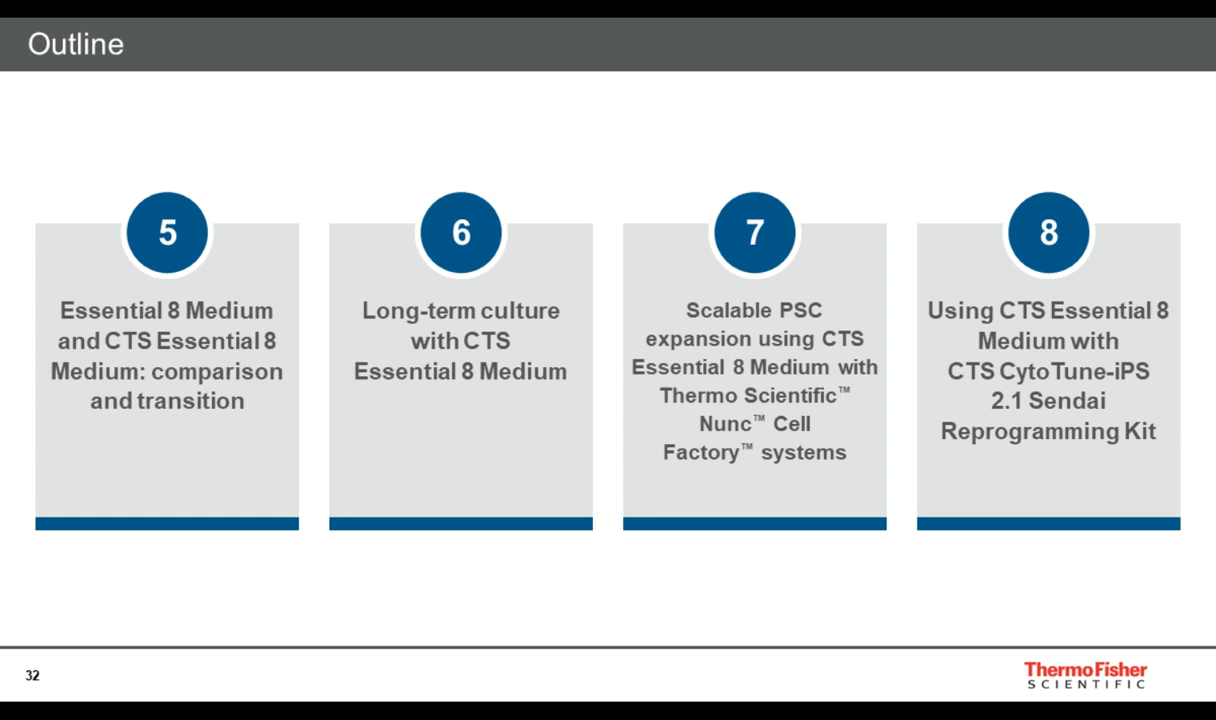 Outline
5
Essential 8 Medium
and CTS Essential 8
Medium: comparison
and transition
6
Long-term culture
with CTS
Essential 8 Medium
7
Scalable PSC
expansion using CTS
Essential 8 Medium with
Thermo Scientific™
Nunc™ Cell
Factory™ systems
8
Using CTS Essential 8
Medium with
CTS CytoTune-iPS
2.1 Sendai
Reprogramming Kit
32
ThermoFisher
SCIENTIFIC